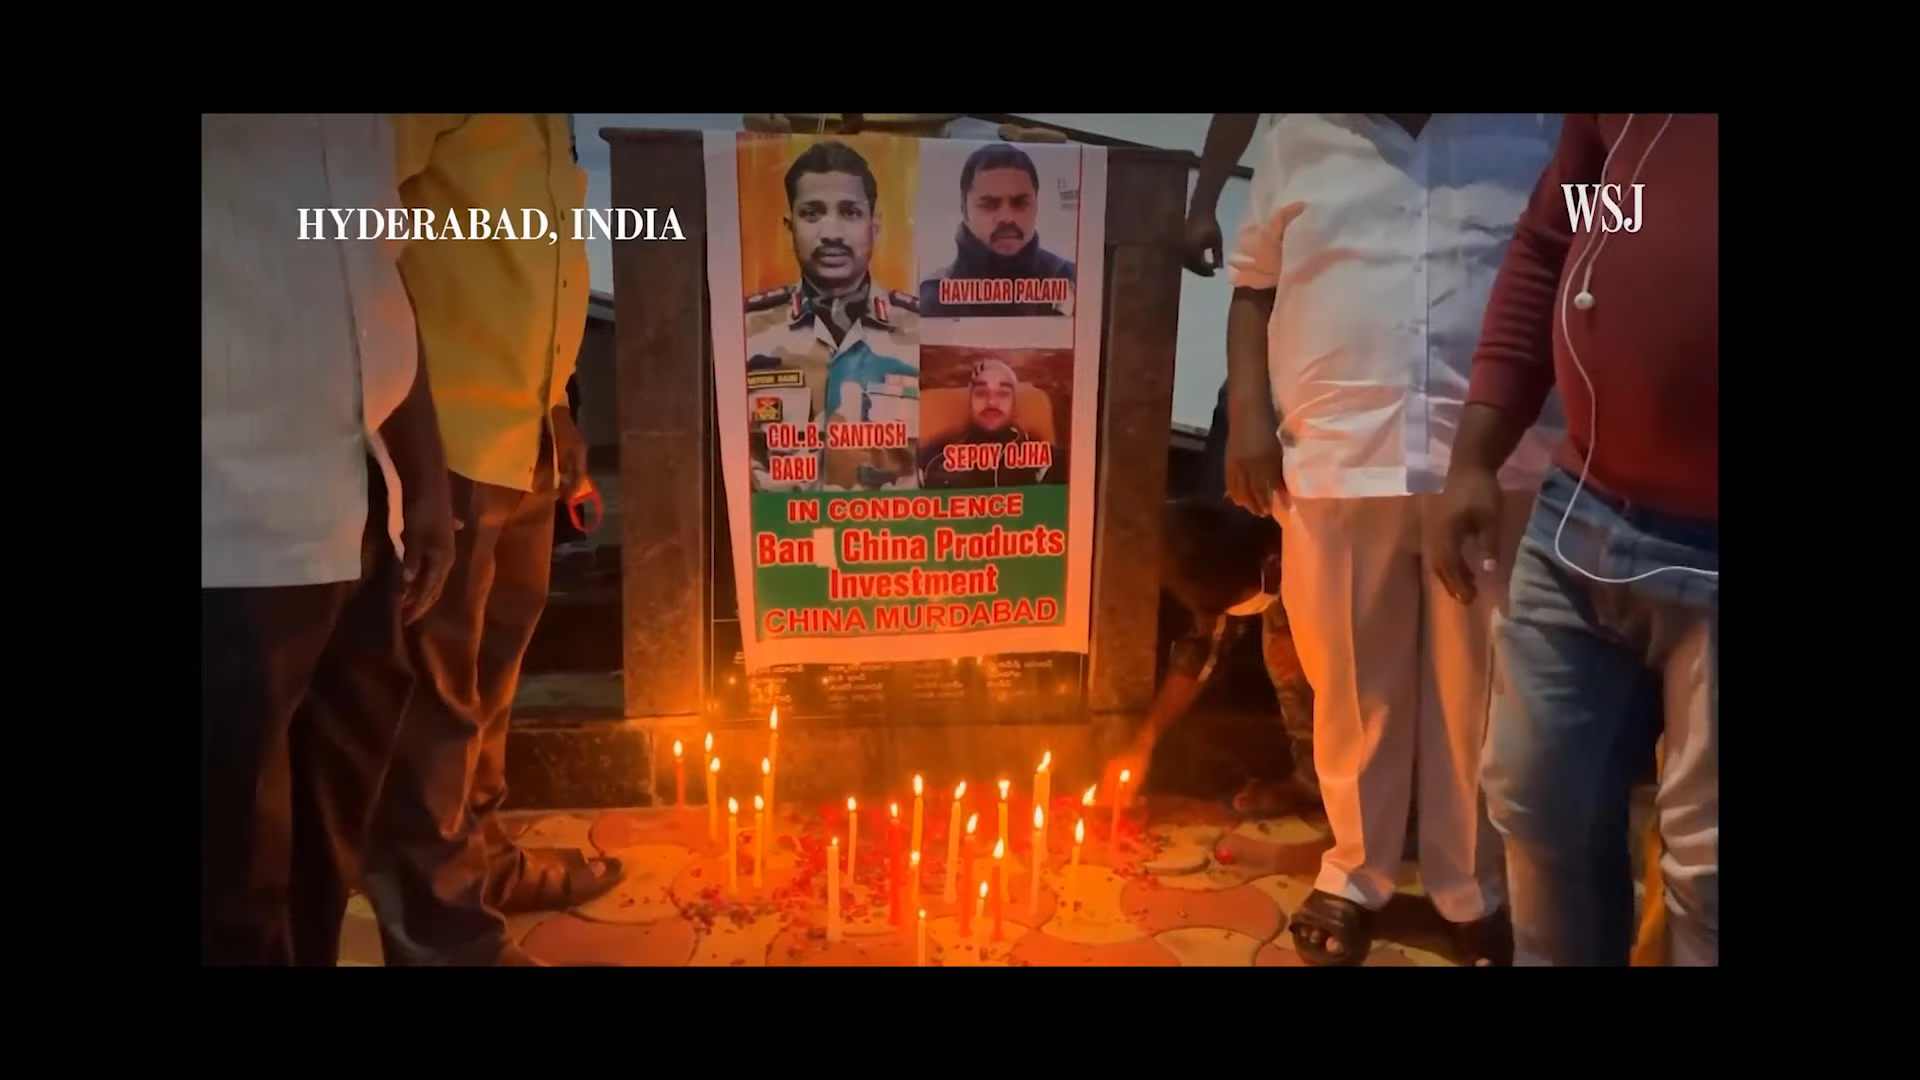 HYDERABAD, INDIA
WSJ
HAVILDAR PALANI
COL.B. SANTOSH
BABU
SEPOY OJHA
IN CONDOLENCE
Ban China Products
Investment
CHINA MURDABAD